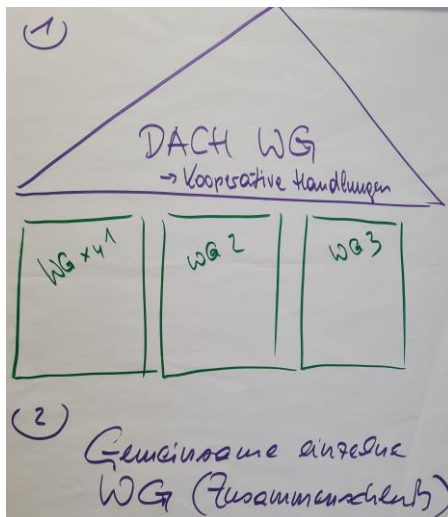 1
DACH WG
→ Kooperative Handlungen
WG xy 1
WG 2
WG 3
2
Gemeinsame einzelne
WG (Zusammenschluß)